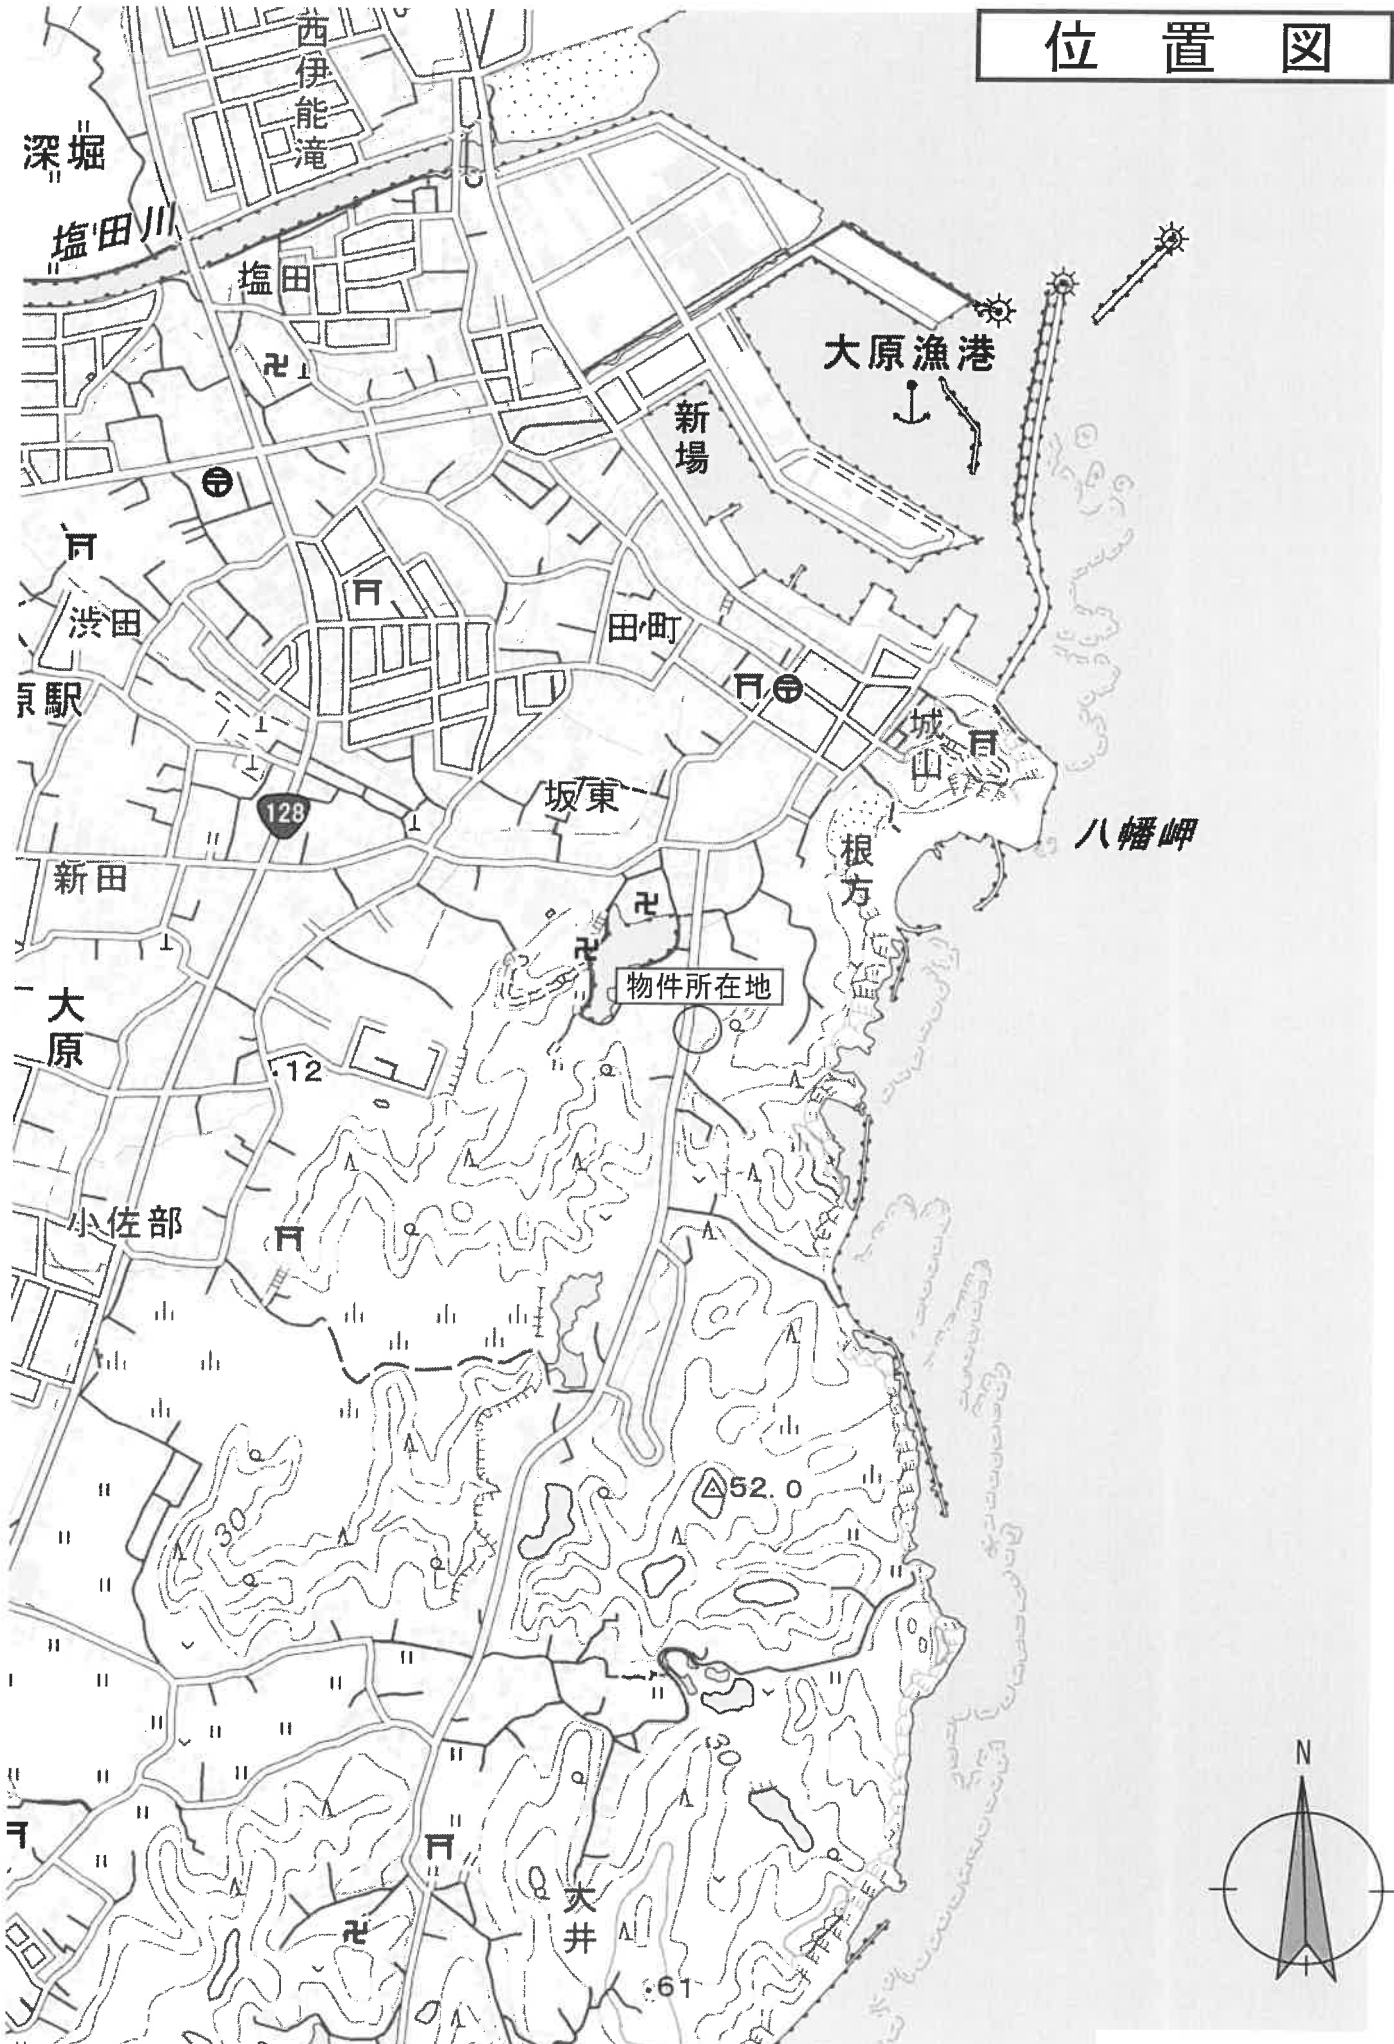 位置図
西伊能滝
深堀
塩田川
塩田
大原漁港
新場
渋田
田町
原駅
城山
128
坂東
八幡岬
新田
根方
物件所在地
大原
・12
小佐部
52.0
30
30
N
大井
・61